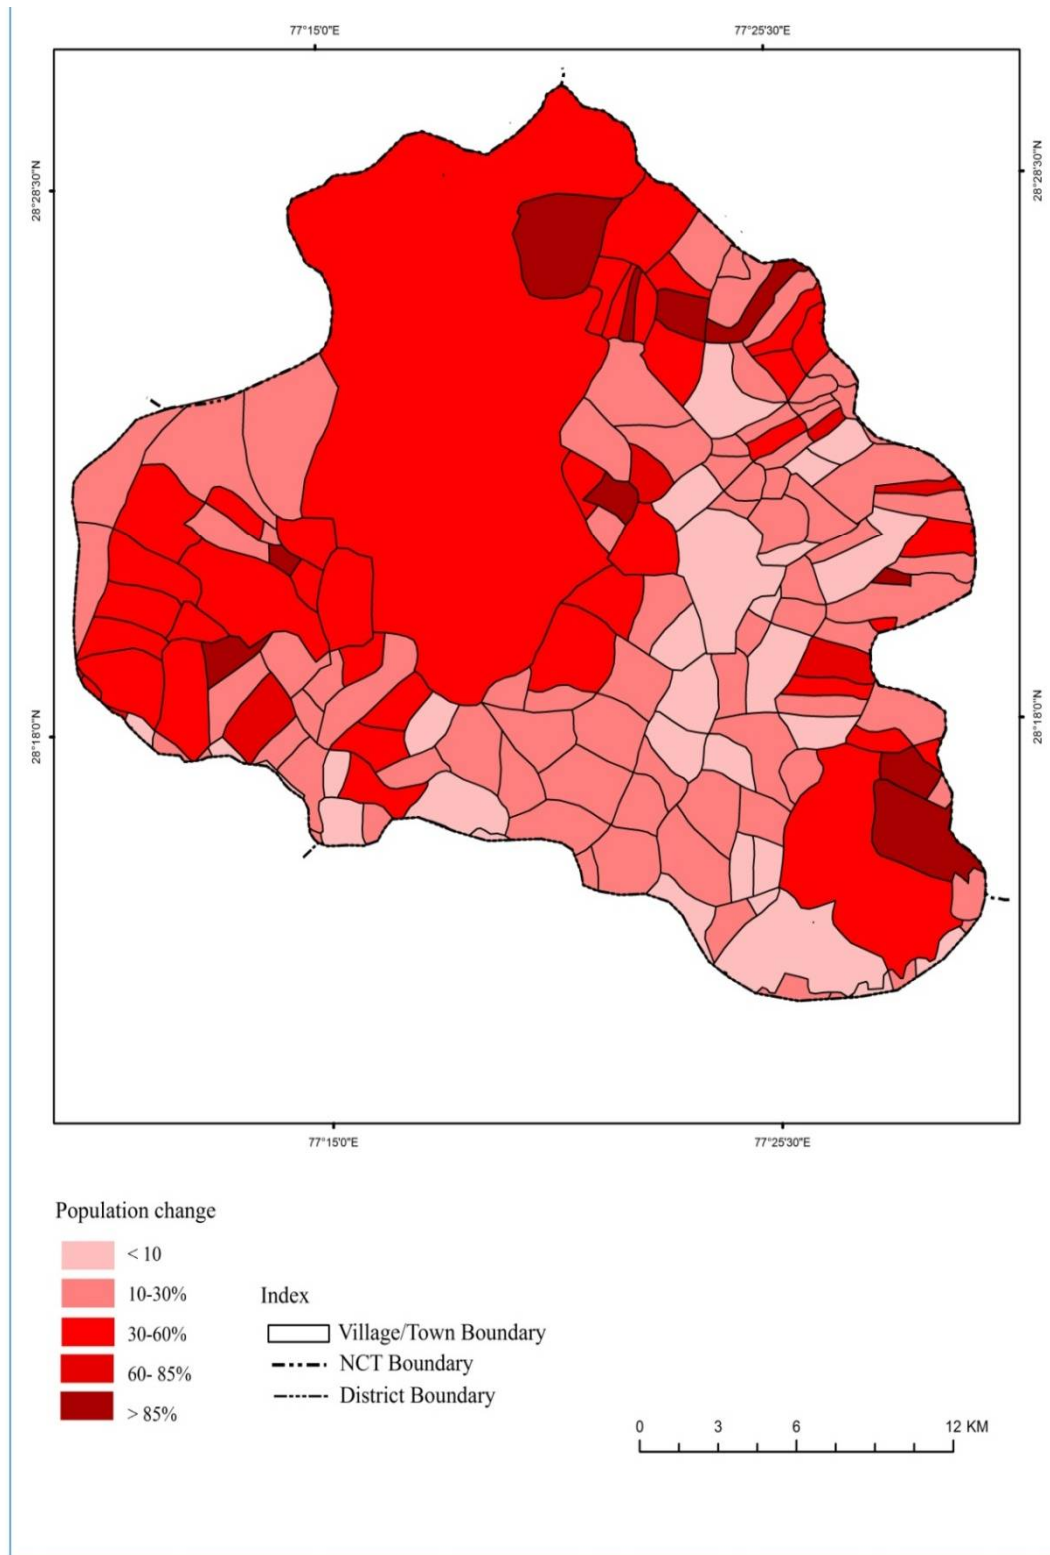 77°15'0"E 77°25'30"E
28°28'30"N 28°28'30"N
28°18'0"N 28°18'0"N
77°15'0"E 77°25'30"E
Population change
< 10
10-30%
30-60%
60- 85%
> 85%
Index
Village/Town Boundary
NCT Boundary
District Boundary
0 3 6 12 KM